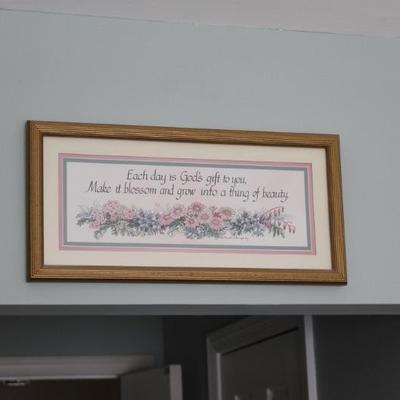 Each day is God's gift to you,
Make it blossom and grow into a thing of beauty.